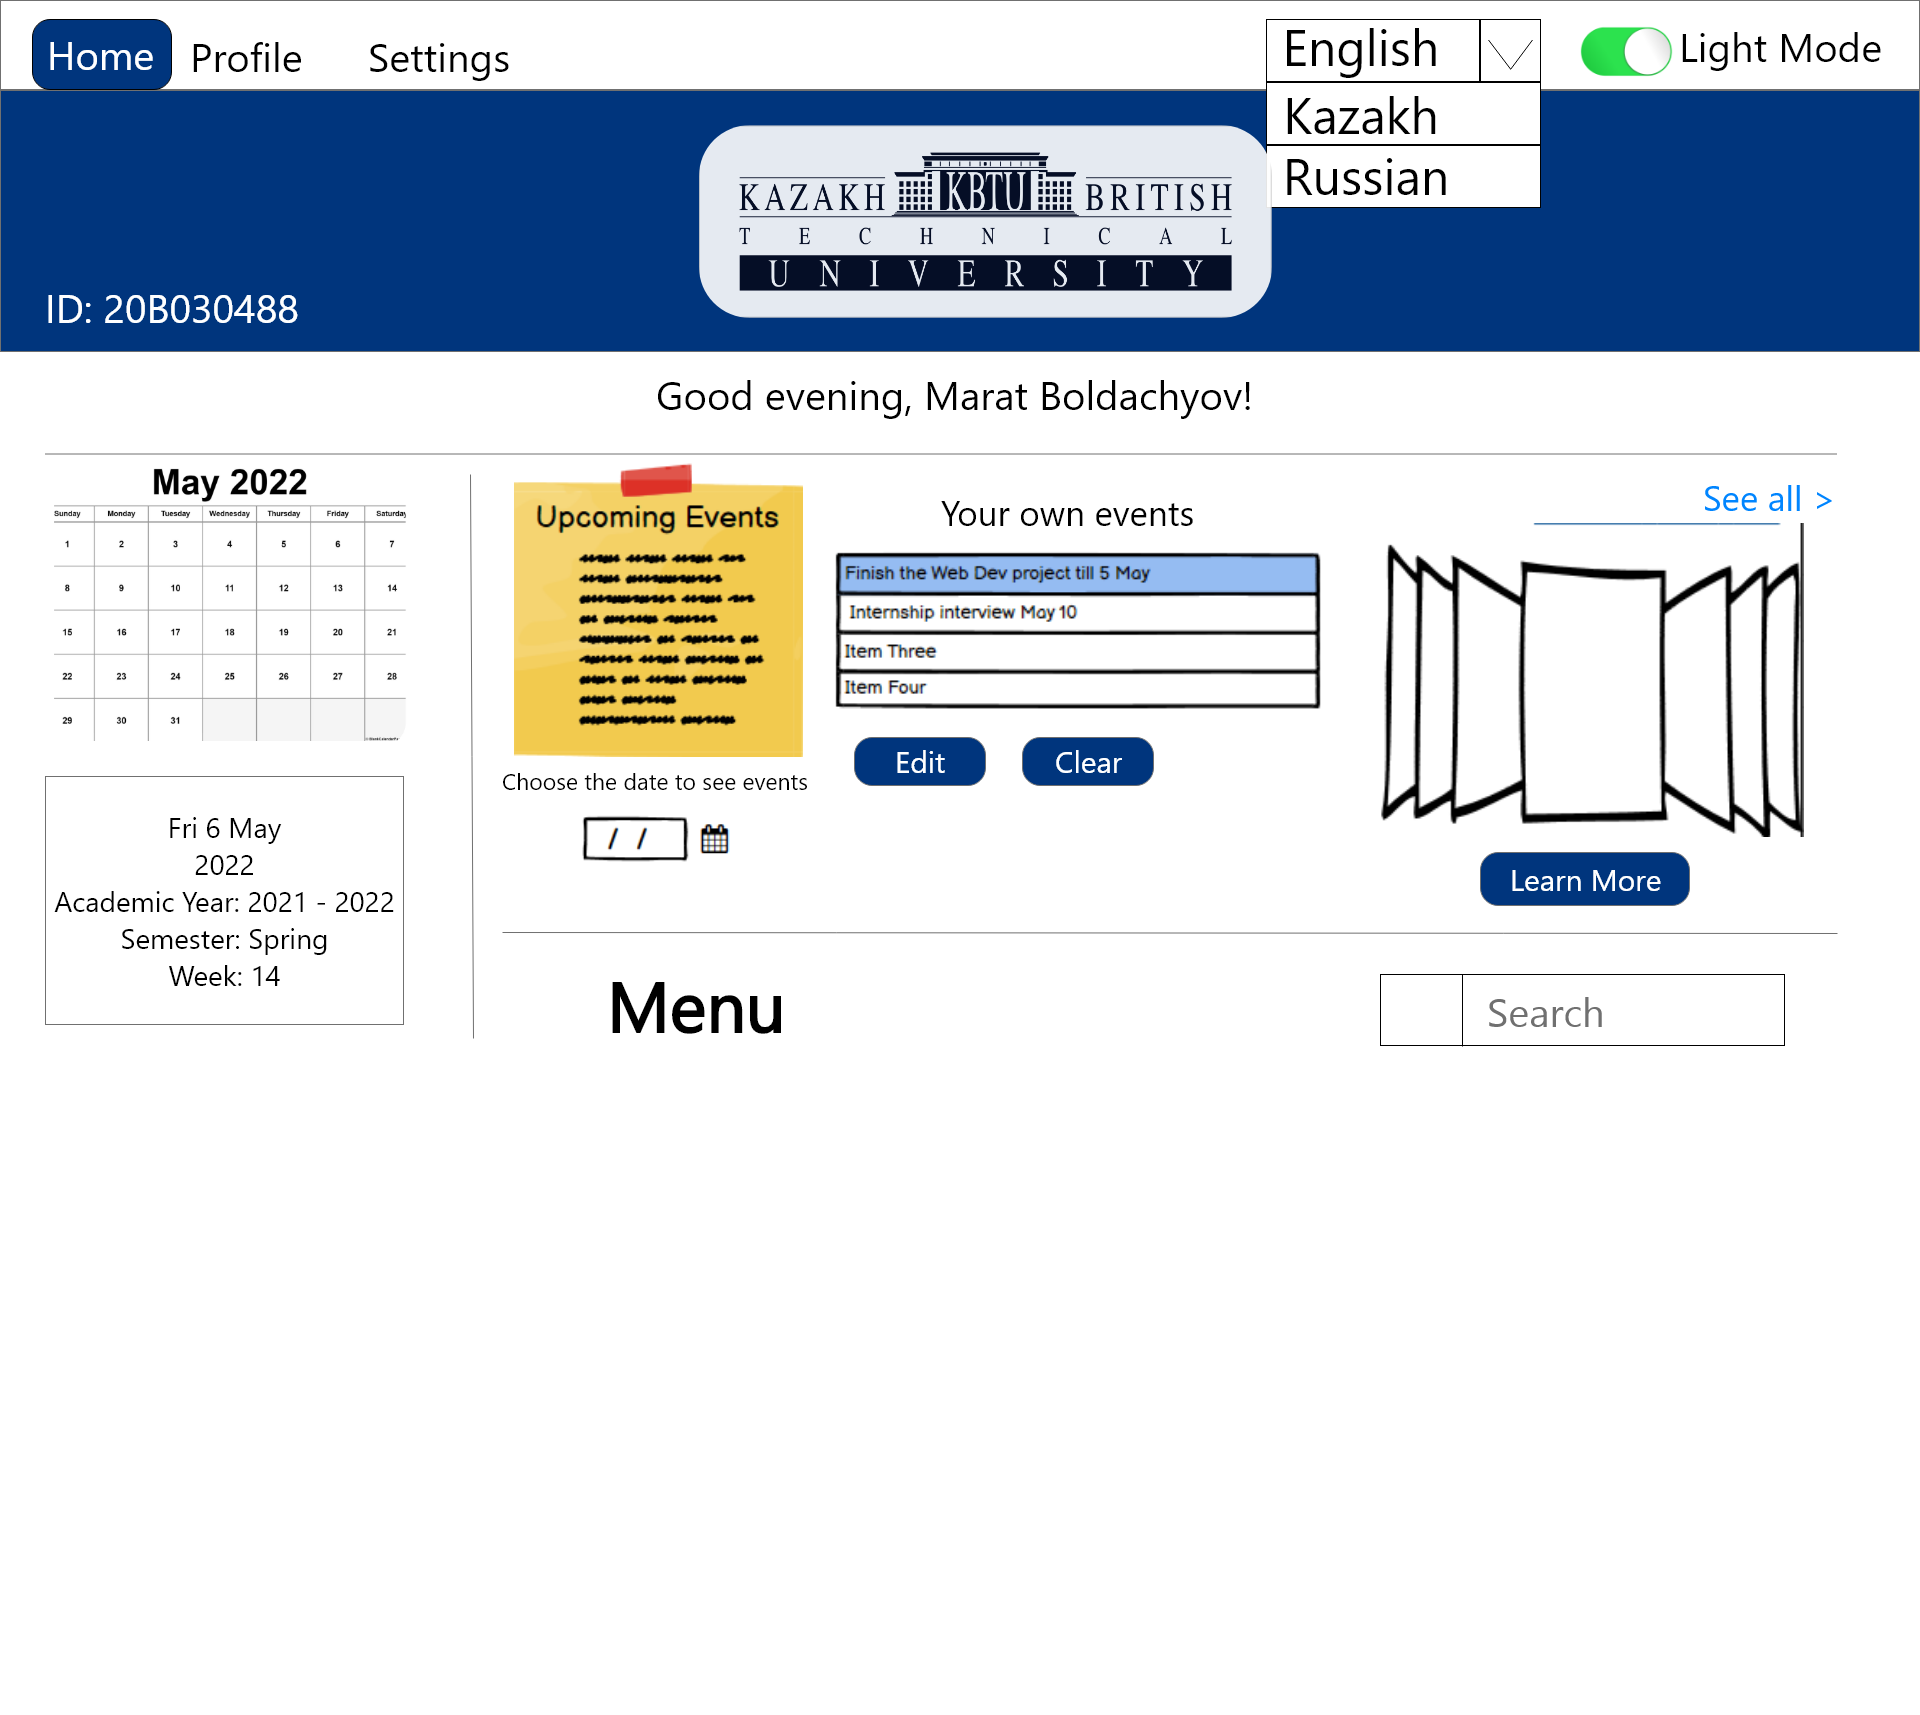 Home Profile Settings English Light Mode
Kazakh
Russian
KAZAKH KBTU BRITISH
TECHNICAL
UNIVERSITY
ID: 20B030488
Good evening, Marat Boldachyov!
May 2022
Sunday Monday Tuesday Wednesday Thursday Friday Saturday
1 2 3 4 5 6 7
8 9 10 11 12 13 14
15 16 17 18 19 20 21
22 23 24 25 26 27 28
29 30 31
Fri 6 May
2022
Academic Year: 2021 - 2022
Semester: Spring
Week: 14
Upcoming Events
Choose the date to see events
/ /
Your own events
Finish the Web Dev project till 5 May
Internship interview May 10
Item Three
Item Four
Edit Clear
See all >
Learn More
Menu
Search